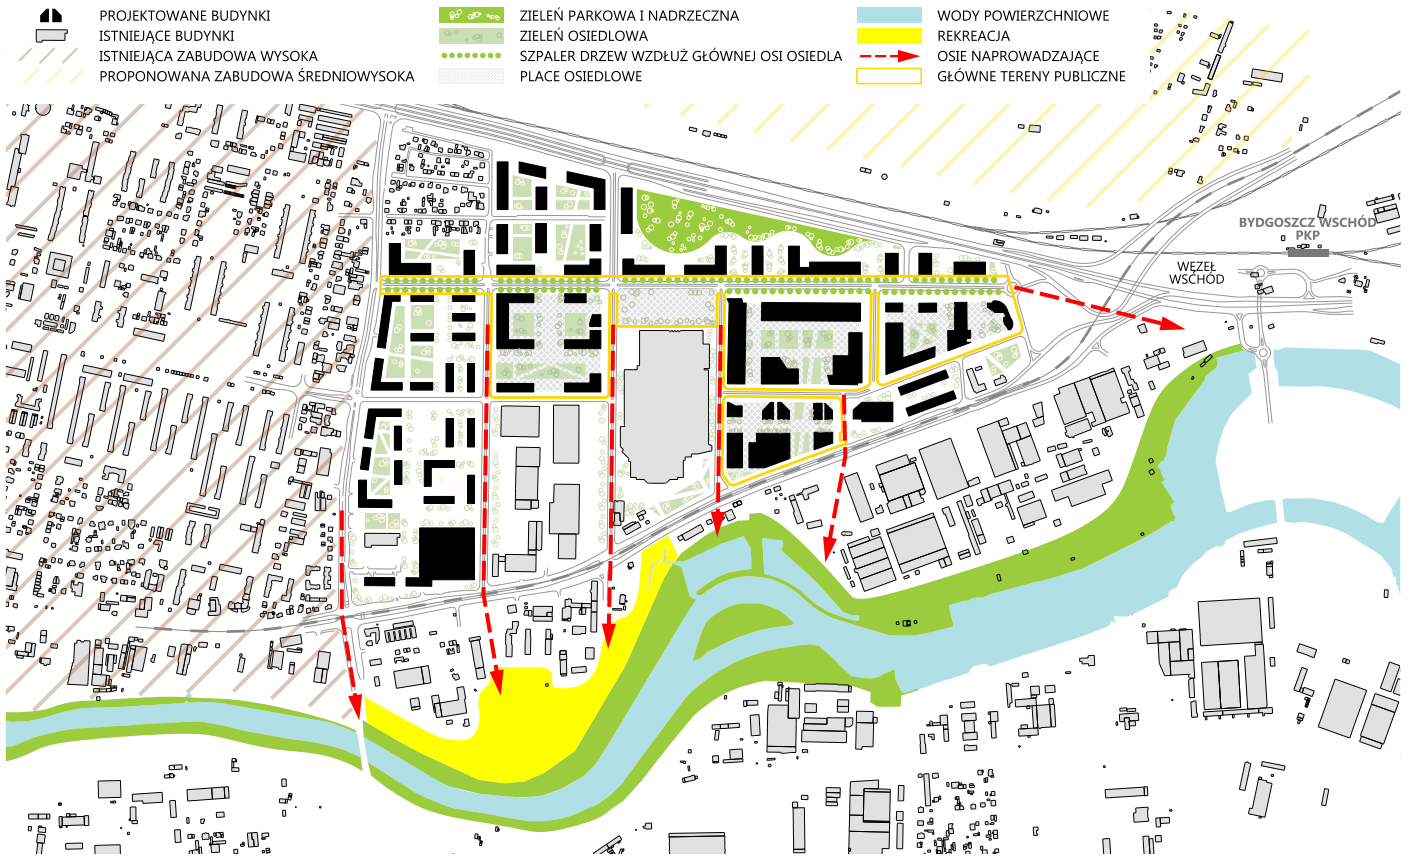 PROJEKTOWANE BUDYNKI
ISTNIEJĄCE BUDYNKI
ISTNIEJĄCA ZABUDOWA WYSOKA
PROPONOWANA ZABUDOWA ŚREDNIOWYSOKA
ZIELEŃ PARKOWA I NADRZECZNA
ZIELEŃ OSIEDLOWA
SZPALER DRZEW WZDŁUŻ GŁÓWNEJ OSI OSIEDLA
PLACE OSIEDLOWE
WODY POWIERZCHNIOWE
REKREACJA
OSIE NAPROWADZAJĄCE
GŁÓWNE TERENY PUBLICZNE
BYDGOSZCZ WSCHÓD
PKP
WĘZEŁ
WSCHÓD